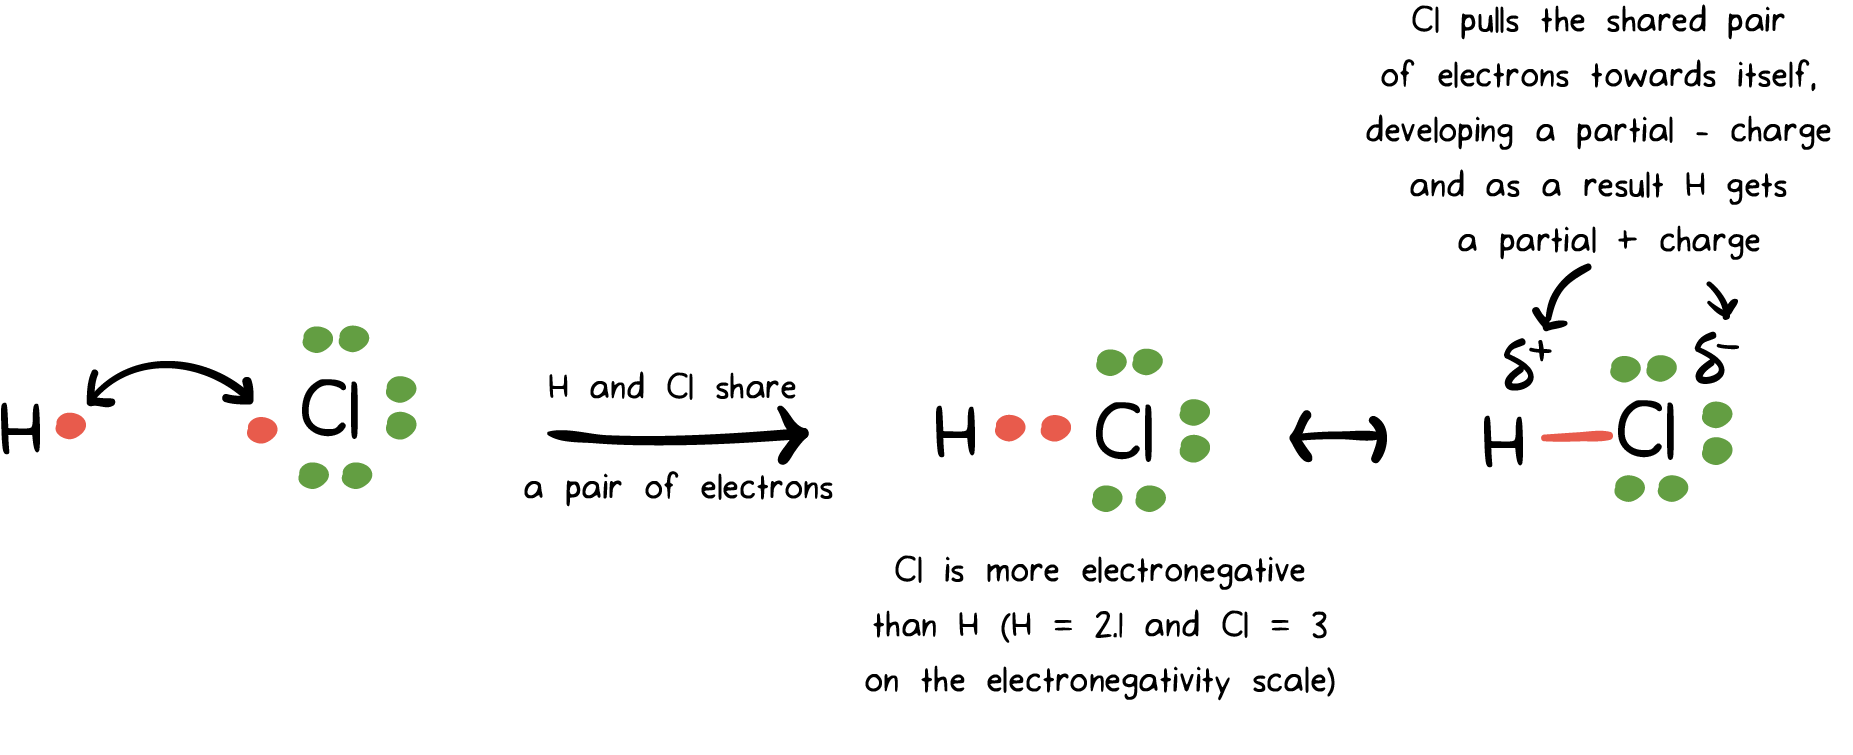 Cl pulls the shared pair
of electrons towards itself,
developing a partial - charge
and as a result H gets
a partial + charge
H
Cl
H and Cl share
a pair of electrons
H
Cl
δ+
δ-
H
Cl
Cl is more electronegative
than H (H = 2.1 and Cl = 3
on the electronegativity scale)